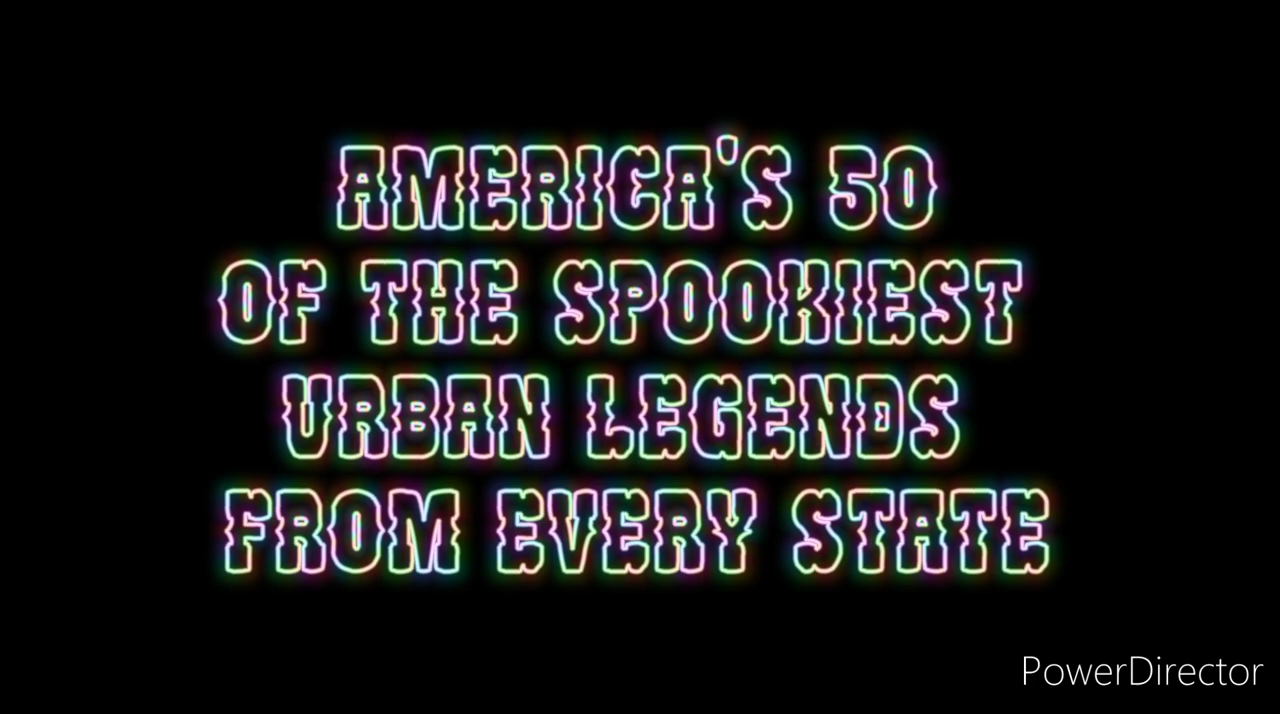 AMERICA'S 50
OF THE SPOOKIEST
URBAN LEGENDS
FROM EVERY STATE
PowerDirector